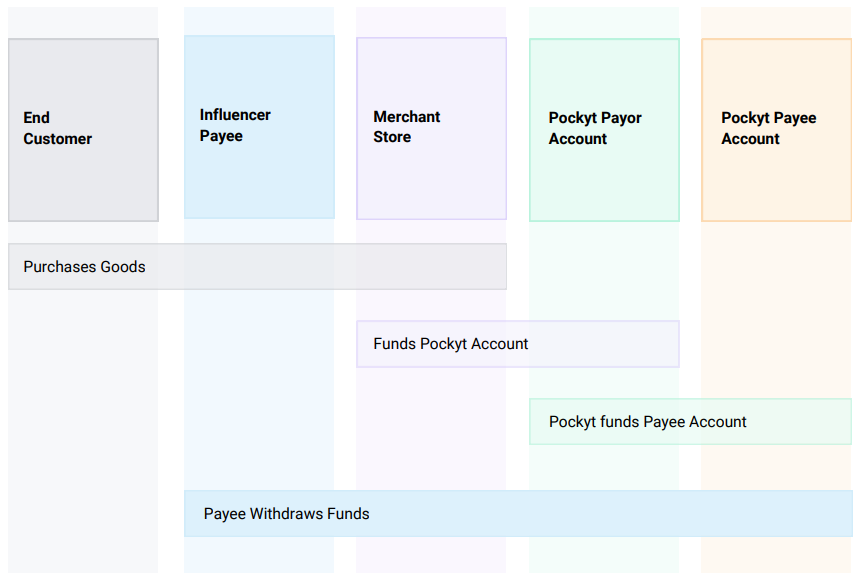 End
Customer
Influencer
Payee
Merchant
Store
Pockyt Payor
Account
Pockyt Payee
Account
Purchases Goods
Funds Pockyt Account
Pockyt funds Payee Account
Payee Withdraws Funds